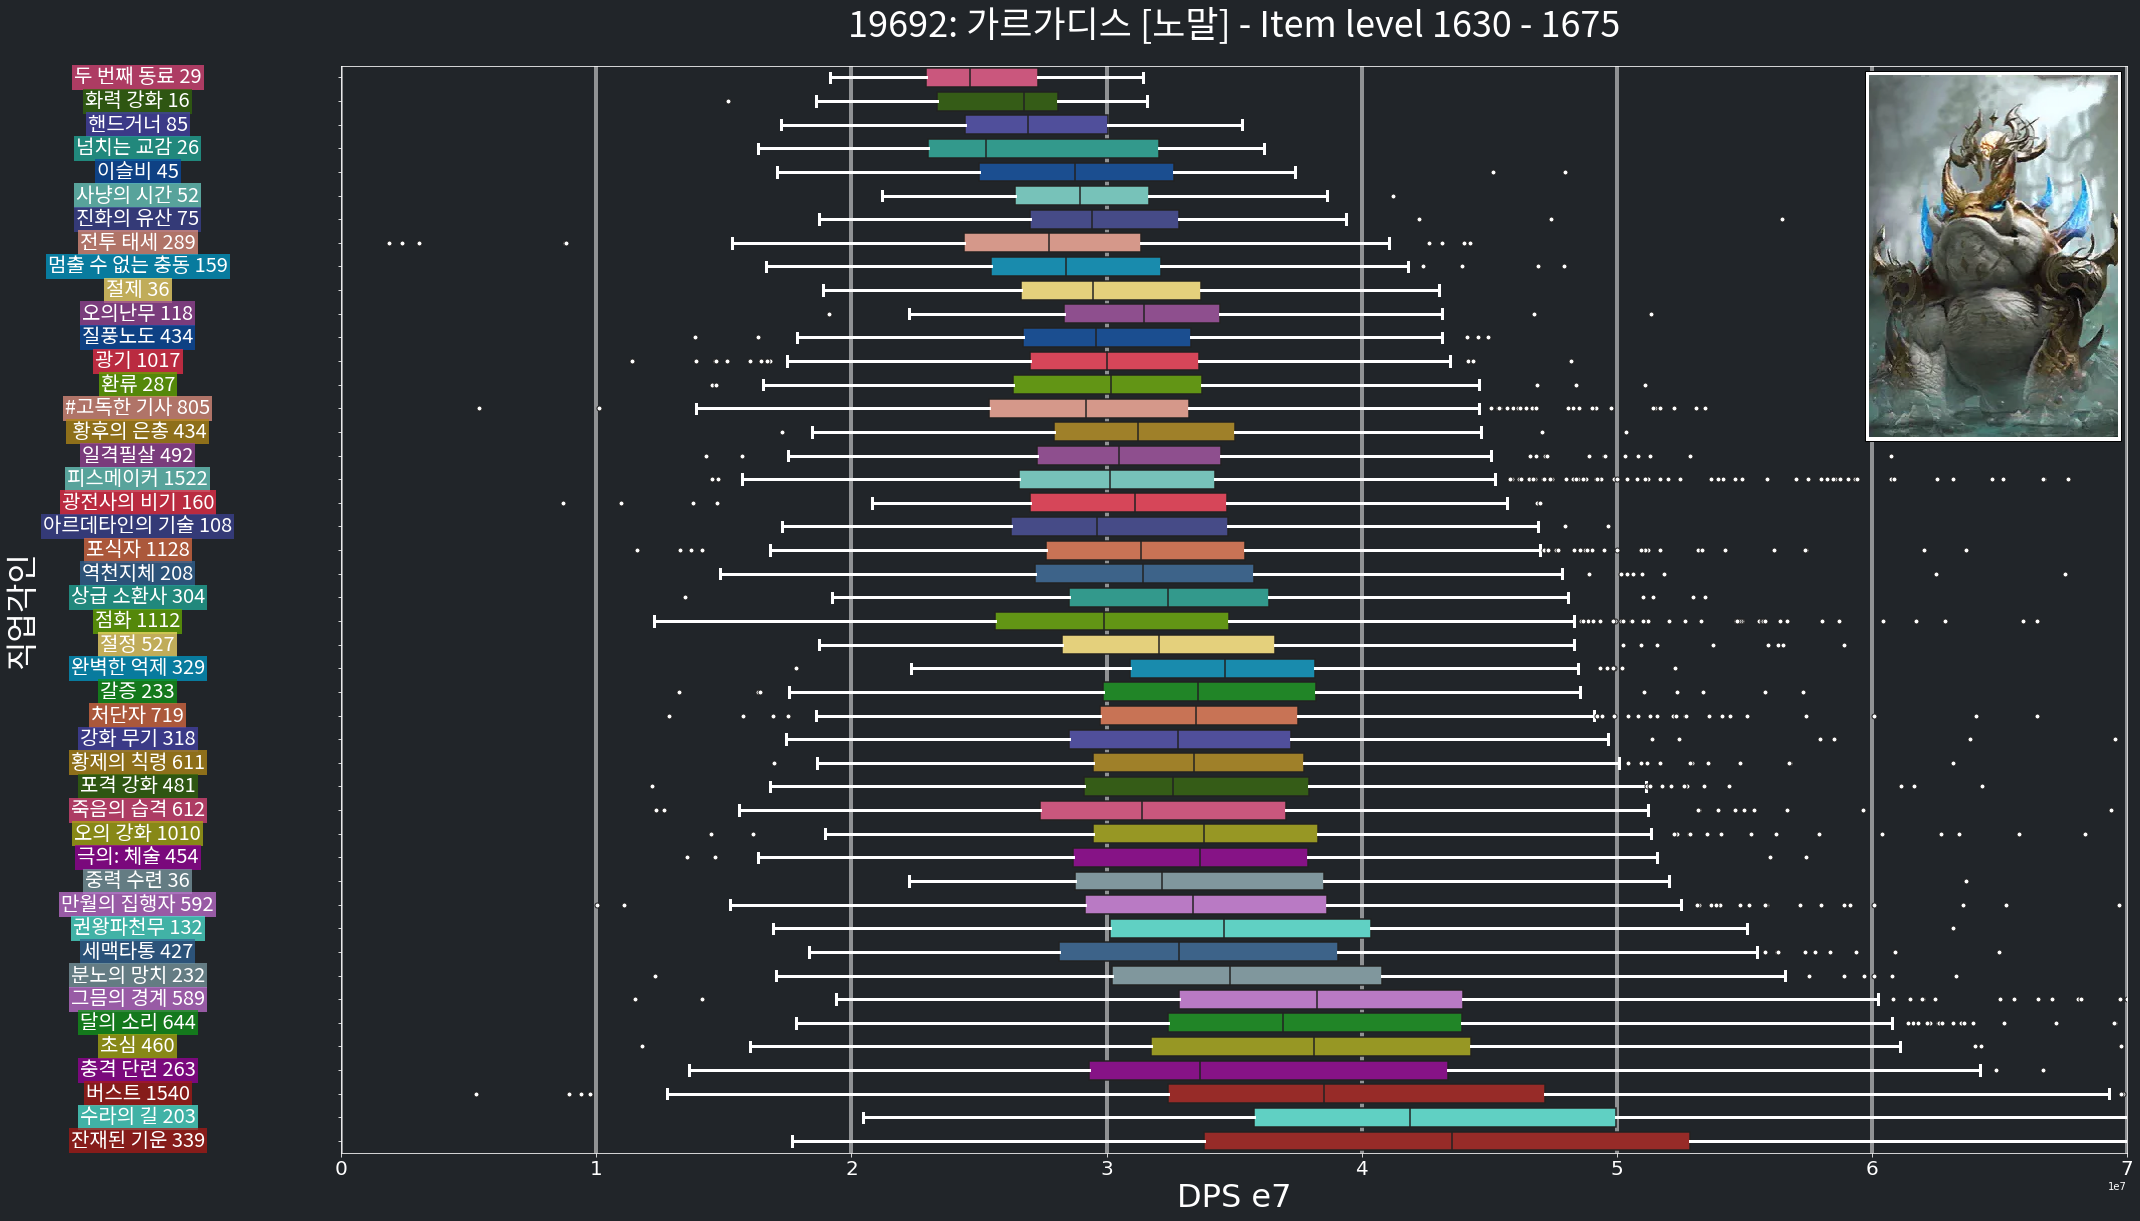 19692: 가르가디스 [노말] - Item level 1630 - 1675
두 번째 동료 29
화력 강화 16
핸드거너 85
넘치는 교감 26
이슬비 45
사냥의 시간 52
진화의 유산 75
전투 태세 289
멈출 수 없는 충동 159
절제 36
오의난무 118
질풍노도 434
광기 1017
환류 287
#고독한 기사 805
황후의 은총 434
일격필살 492
피스메이커 1522
광전사의 비기 160
아르데타인의 기술 108
포식자 1128
역천지체 208
상급 소환사 304
점화 1112
절정 527
완벽한 억제 329
갈증 233
처단자 719
강화 무기 318
황제의 칙령 611
포격 강화 481
죽음의 습격 612
오의 강화 1010
극의: 체술 454
중력 수련 36
만월의 집행자 592
권왕파천무 132
세맥타통 427
분노의 망치 232
그믐의 경계 589
달의 소리 644
초심 460
충격 단련 263
버스트 1540
수라의 길 203
잔재된 기운 339
직업각인
0 1 2 3 4 5 6 7
1e7
DPS e7